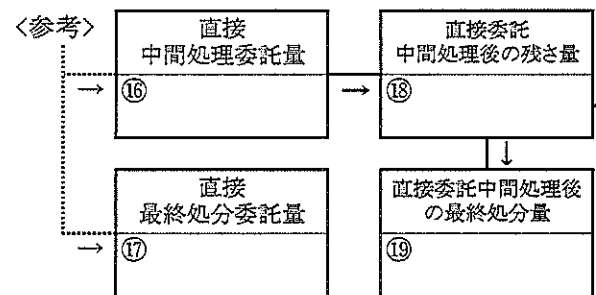 〈参考〉
直接
中間処理委託量
→ ⑯
直接委託
中間処理後の残さ量
→ ⑱
↓
直接
最終処分委託量
→ ⑰
直接委託中間処理後
の最終処分量
⑲